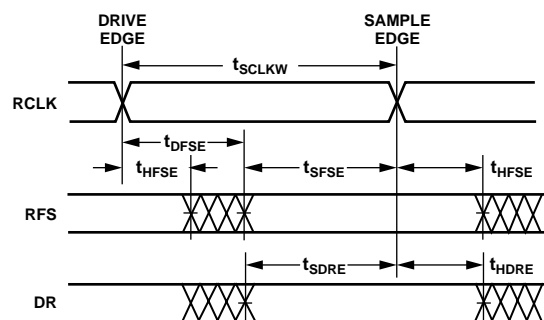 DRIVE EDGE
SAMPLE EDGE
tSCLKW
RCLK
tDFSE
tHFSE
tSFSE
tHFSE
RFS
tSDRE
tHDRE
DR